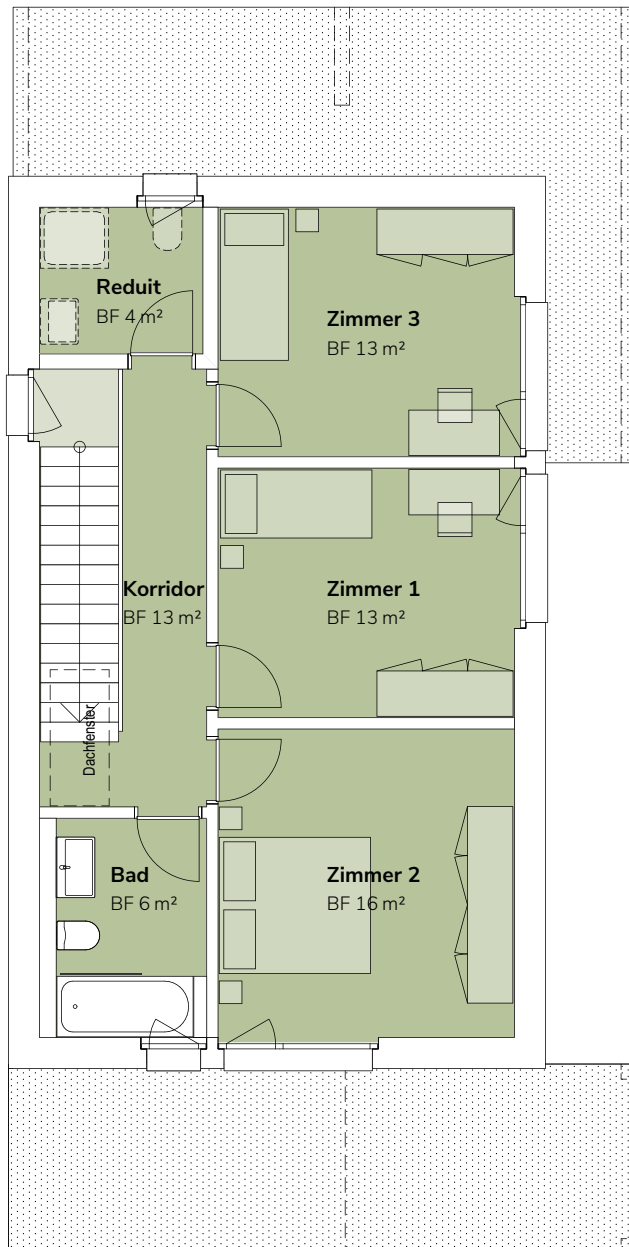 Reduit
BF 4 m²
Zimmer 3
BF 13 m²
Korridor
BF 13 m²
Zimmer 1
BF 13 m²
Dachfenster
Bad
BF 6 m²
Zimmer 2
BF 16 m²